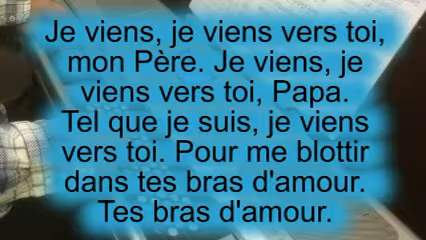 Je viens, je viens vers toi,
mon Père. Je viens, je
viens vers toi, Papa.
Tel que je suis, je viens
vers toi. Pour me blottir
dans tes bras d'amour.
Tes bras d'amour.